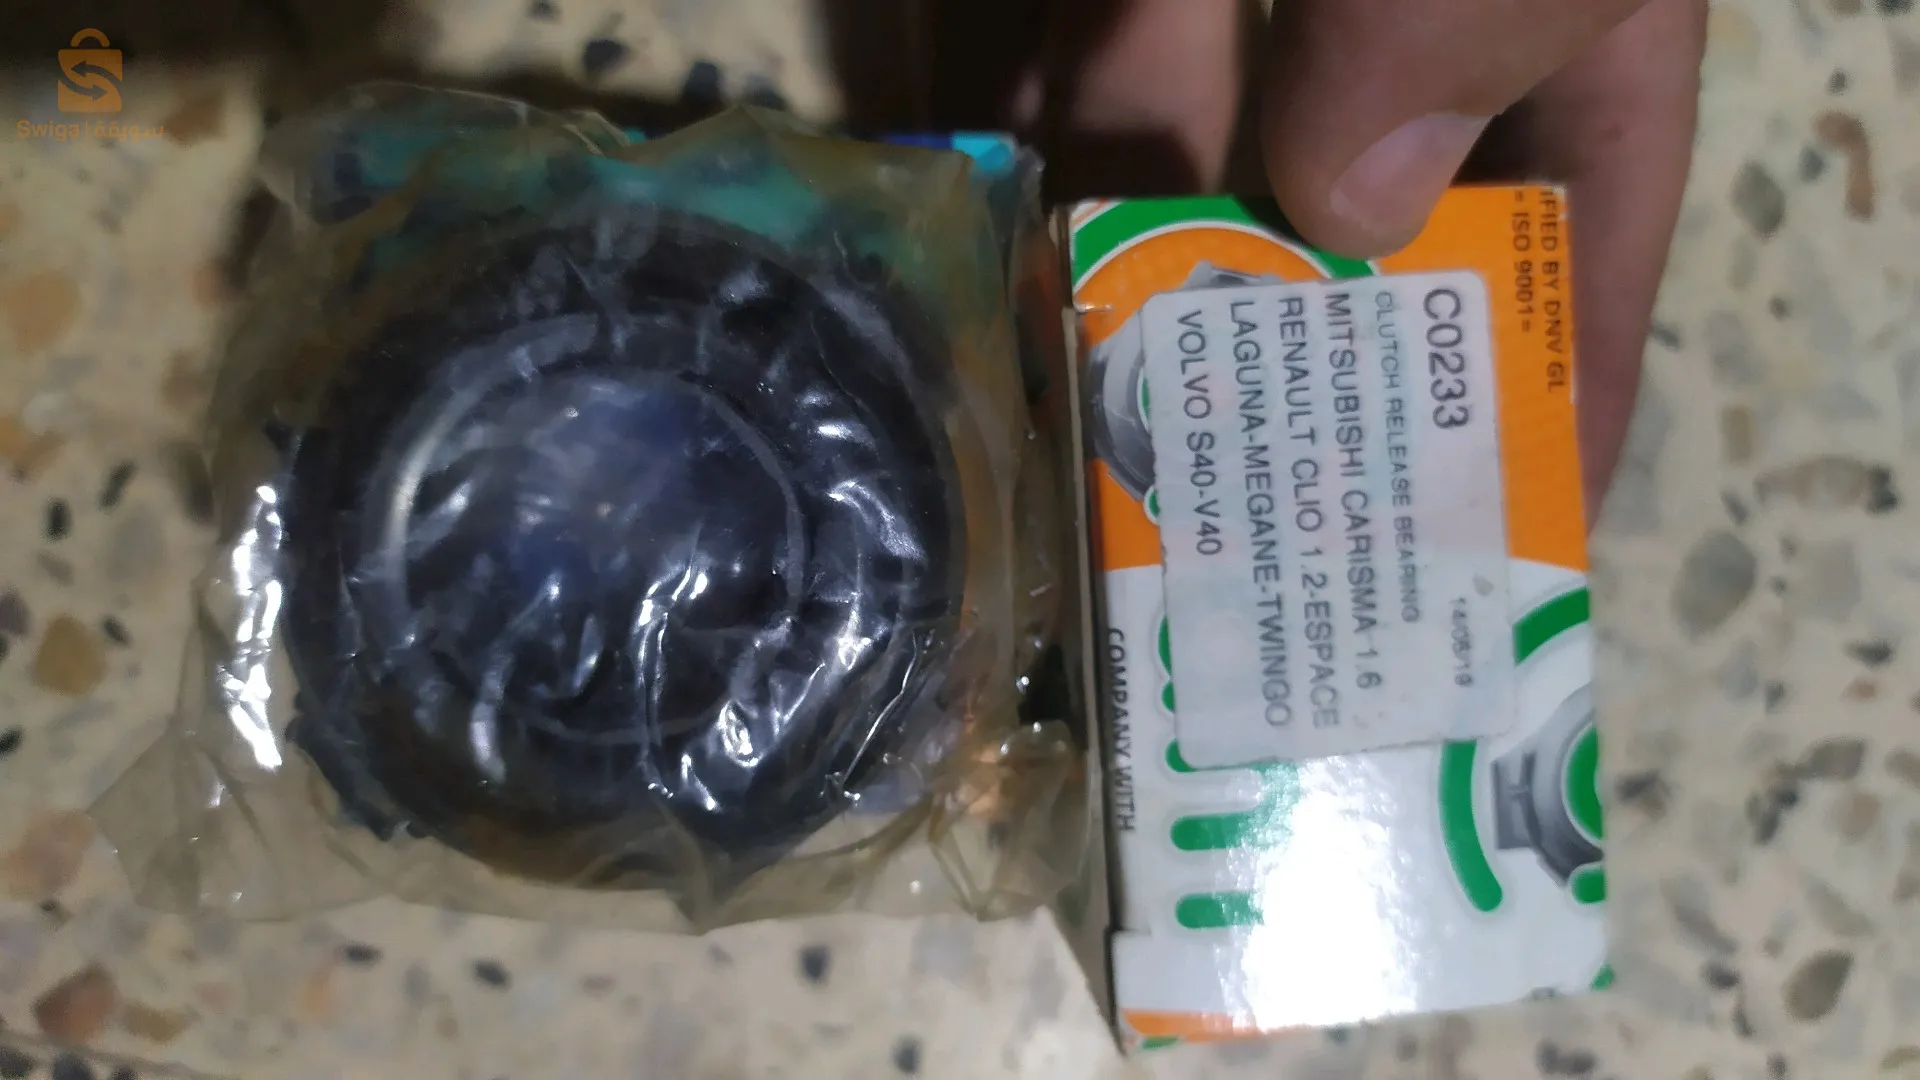 Swiqa سويقة
C0233
14/06/19
CLUTCH RELEASE BEARING
MITSUBISHI CARISMA 1.6
RENAULT CLIO 1.2-ESPACE
LAGUNA-MEGANE-TWINGO
VOLVO S40-V40
IFIED BY DNV GL
= ISO 9001=
COMPANY WITH